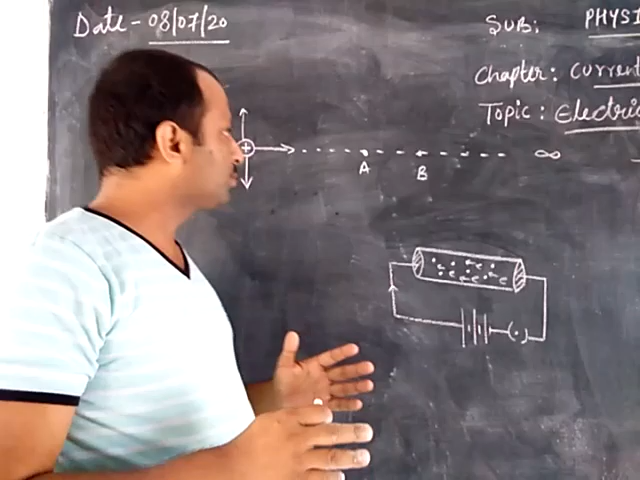 Date - 08/07/20
SUB: PHYSI
Chapter: Current
Topic: Electric
+ A B ∞